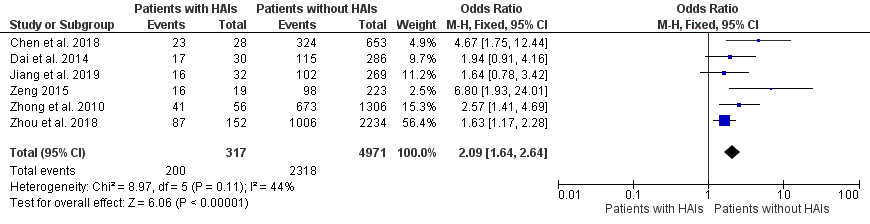 Patients with HAIs Patients without HAIs Odds Ratio Odds Ratio
Study or Subgroup Events Total Events Total Weight M-H, Fixed, 95% CI M-H, Fixed, 95% CI
Chen et al. 2018 23 28 324 653 4.9% 4.67 [1.75, 12.44]
Dai et al. 2014 17 30 115 286 9.7% 1.94 [0.91, 4.16]
Jiang et al. 2019 16 32 102 269 11.2% 1.64 [0.78, 3.42]
Zeng 2015 16 19 98 223 2.5% 6.80 [1.93, 24.01]
Zhong et al. 2010 41 56 673 1306 15.3% 2.57 [1.41, 4.69]
Zhou et al. 2018 87 152 1006 2234 56.4% 1.63 [1.17, 2.28]
Total (95% CI) 317 4971 100.0% 2.09 [1.64, 2.64]
Total events 200 2318
Heterogeneity: Chi² = 8.97, df = 5 (P = 0.11); I² = 44%
Test for overall effect: Z = 6.06 (P < 0.00001)
0.01 0.1 1 10 100
Patients with HAIs Patients without HAIs